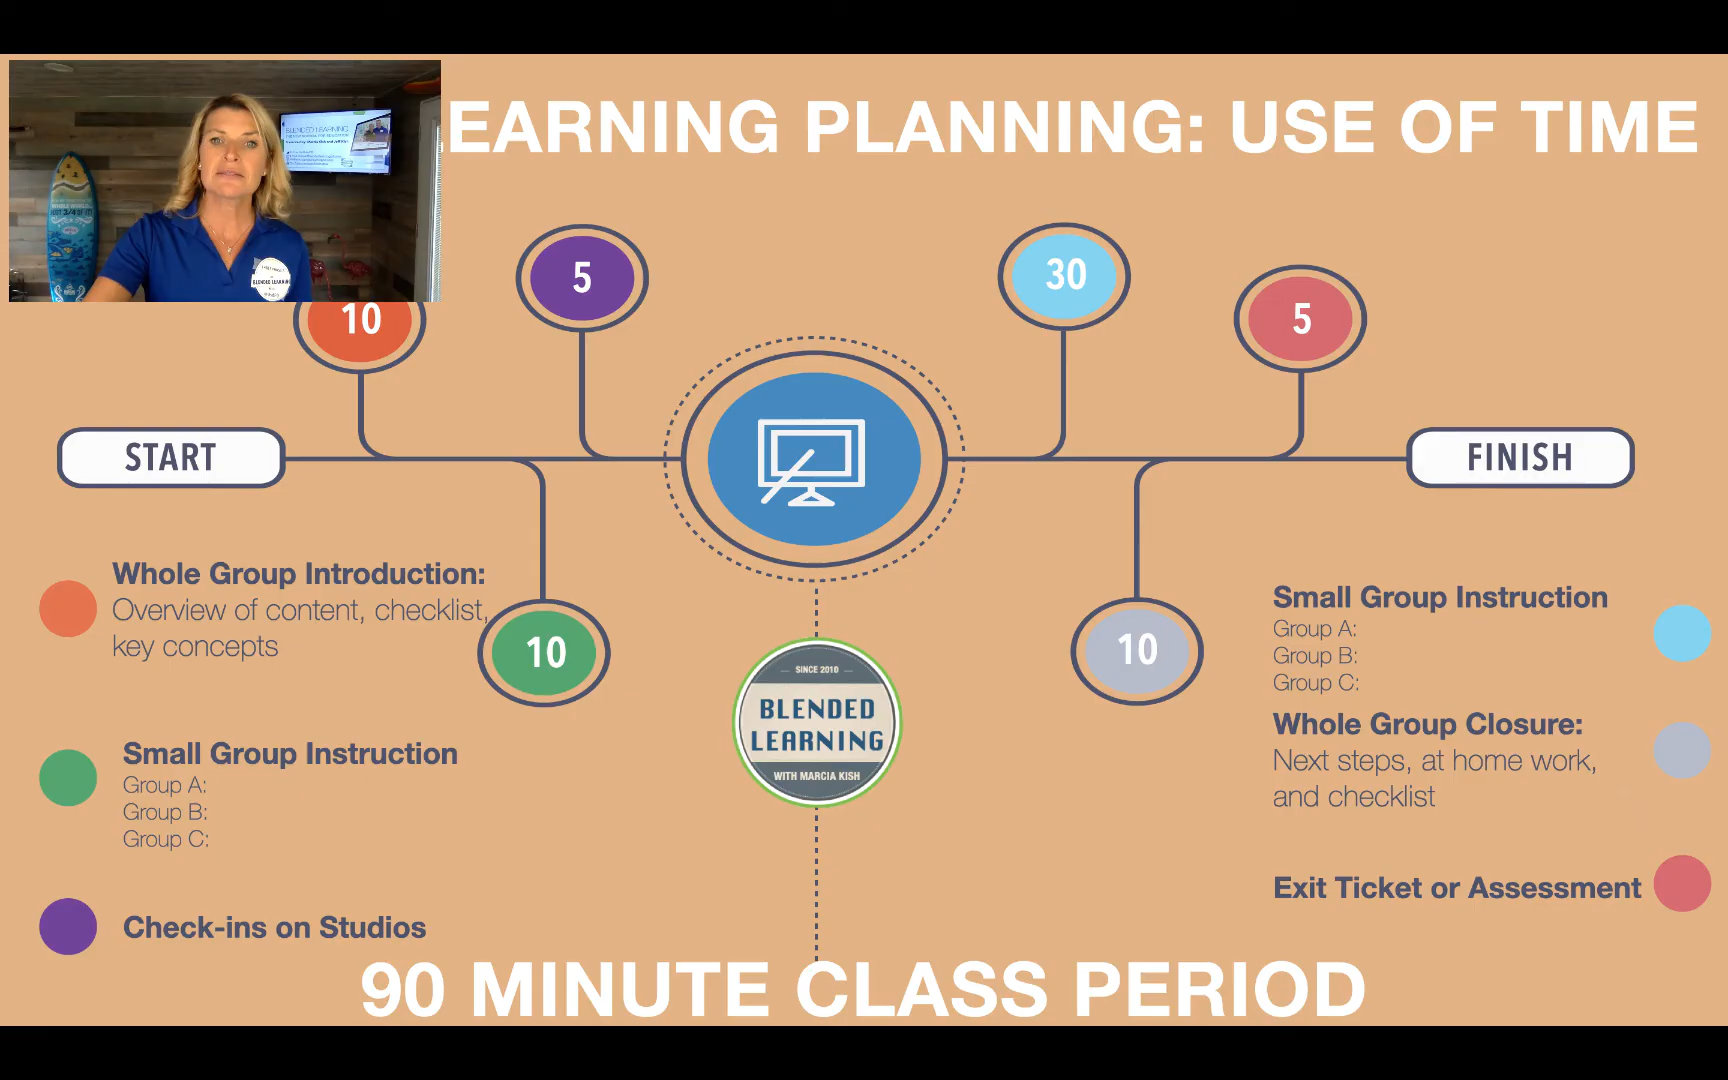 EARNING PLANNING: USE OF TIME
BLENDED LEARNING
10
5
30
5
START
FINISH
Whole Group Introduction:
Overview of content, checklist,
key concepts
10
10
Small Group Instruction
Group A:
Group B:
Group C:
Check-ins on Studios
SINCE 2010
BLENDED
LEARNING
WITH MARCIA KISH
Small Group Instruction
Group A:
Group B:
Group C:
Whole Group Closure:
Next steps, at home work,
and checklist
Exit Ticket or Assessment
90 MINUTE CLASS PERIOD